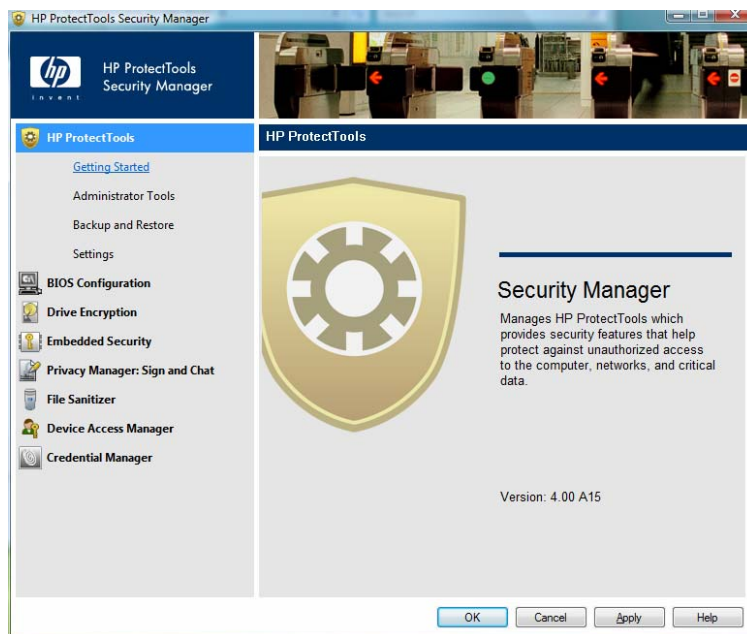 HP ProtectTools Security Manager
hp
invent
HP ProtectTools
Security Manager
HP ProtectTools
Getting Started
Administrator Tools
Backup and Restore
Settings
BIOS Configuration
Drive Encryption
Embedded Security
Privacy Manager: Sign and Chat
File Sanitizer
Device Access Manager
Credential Manager
HP ProtectTools
Security Manager
Manages HP ProtectTools which
provides security features that help
protect against unauthorized access
to the computer, networks, and critical
data.
Version: 4.00 A15
OK
Cancel
Apply
Help